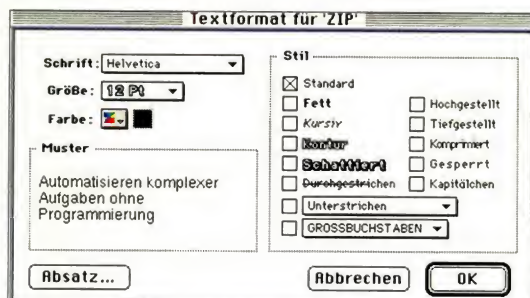 Textformat für 'ZIP'
Schrift: Helvetica
Größe: 12 Pt
Farbe:
Muster
Automatisieren komplexer
Aufgaben ohne
Programmierung
Stil
Standard
Fett
Kursiv
Kontur
Schattiert
Durchgestrichen
Hochgestellt
Tiefgestellt
Komprimiert
Gesperrt
Kapitälchen
Unterstrichen
GROSSBUCHSTABEN
Absatz...
Abbrechen
OK